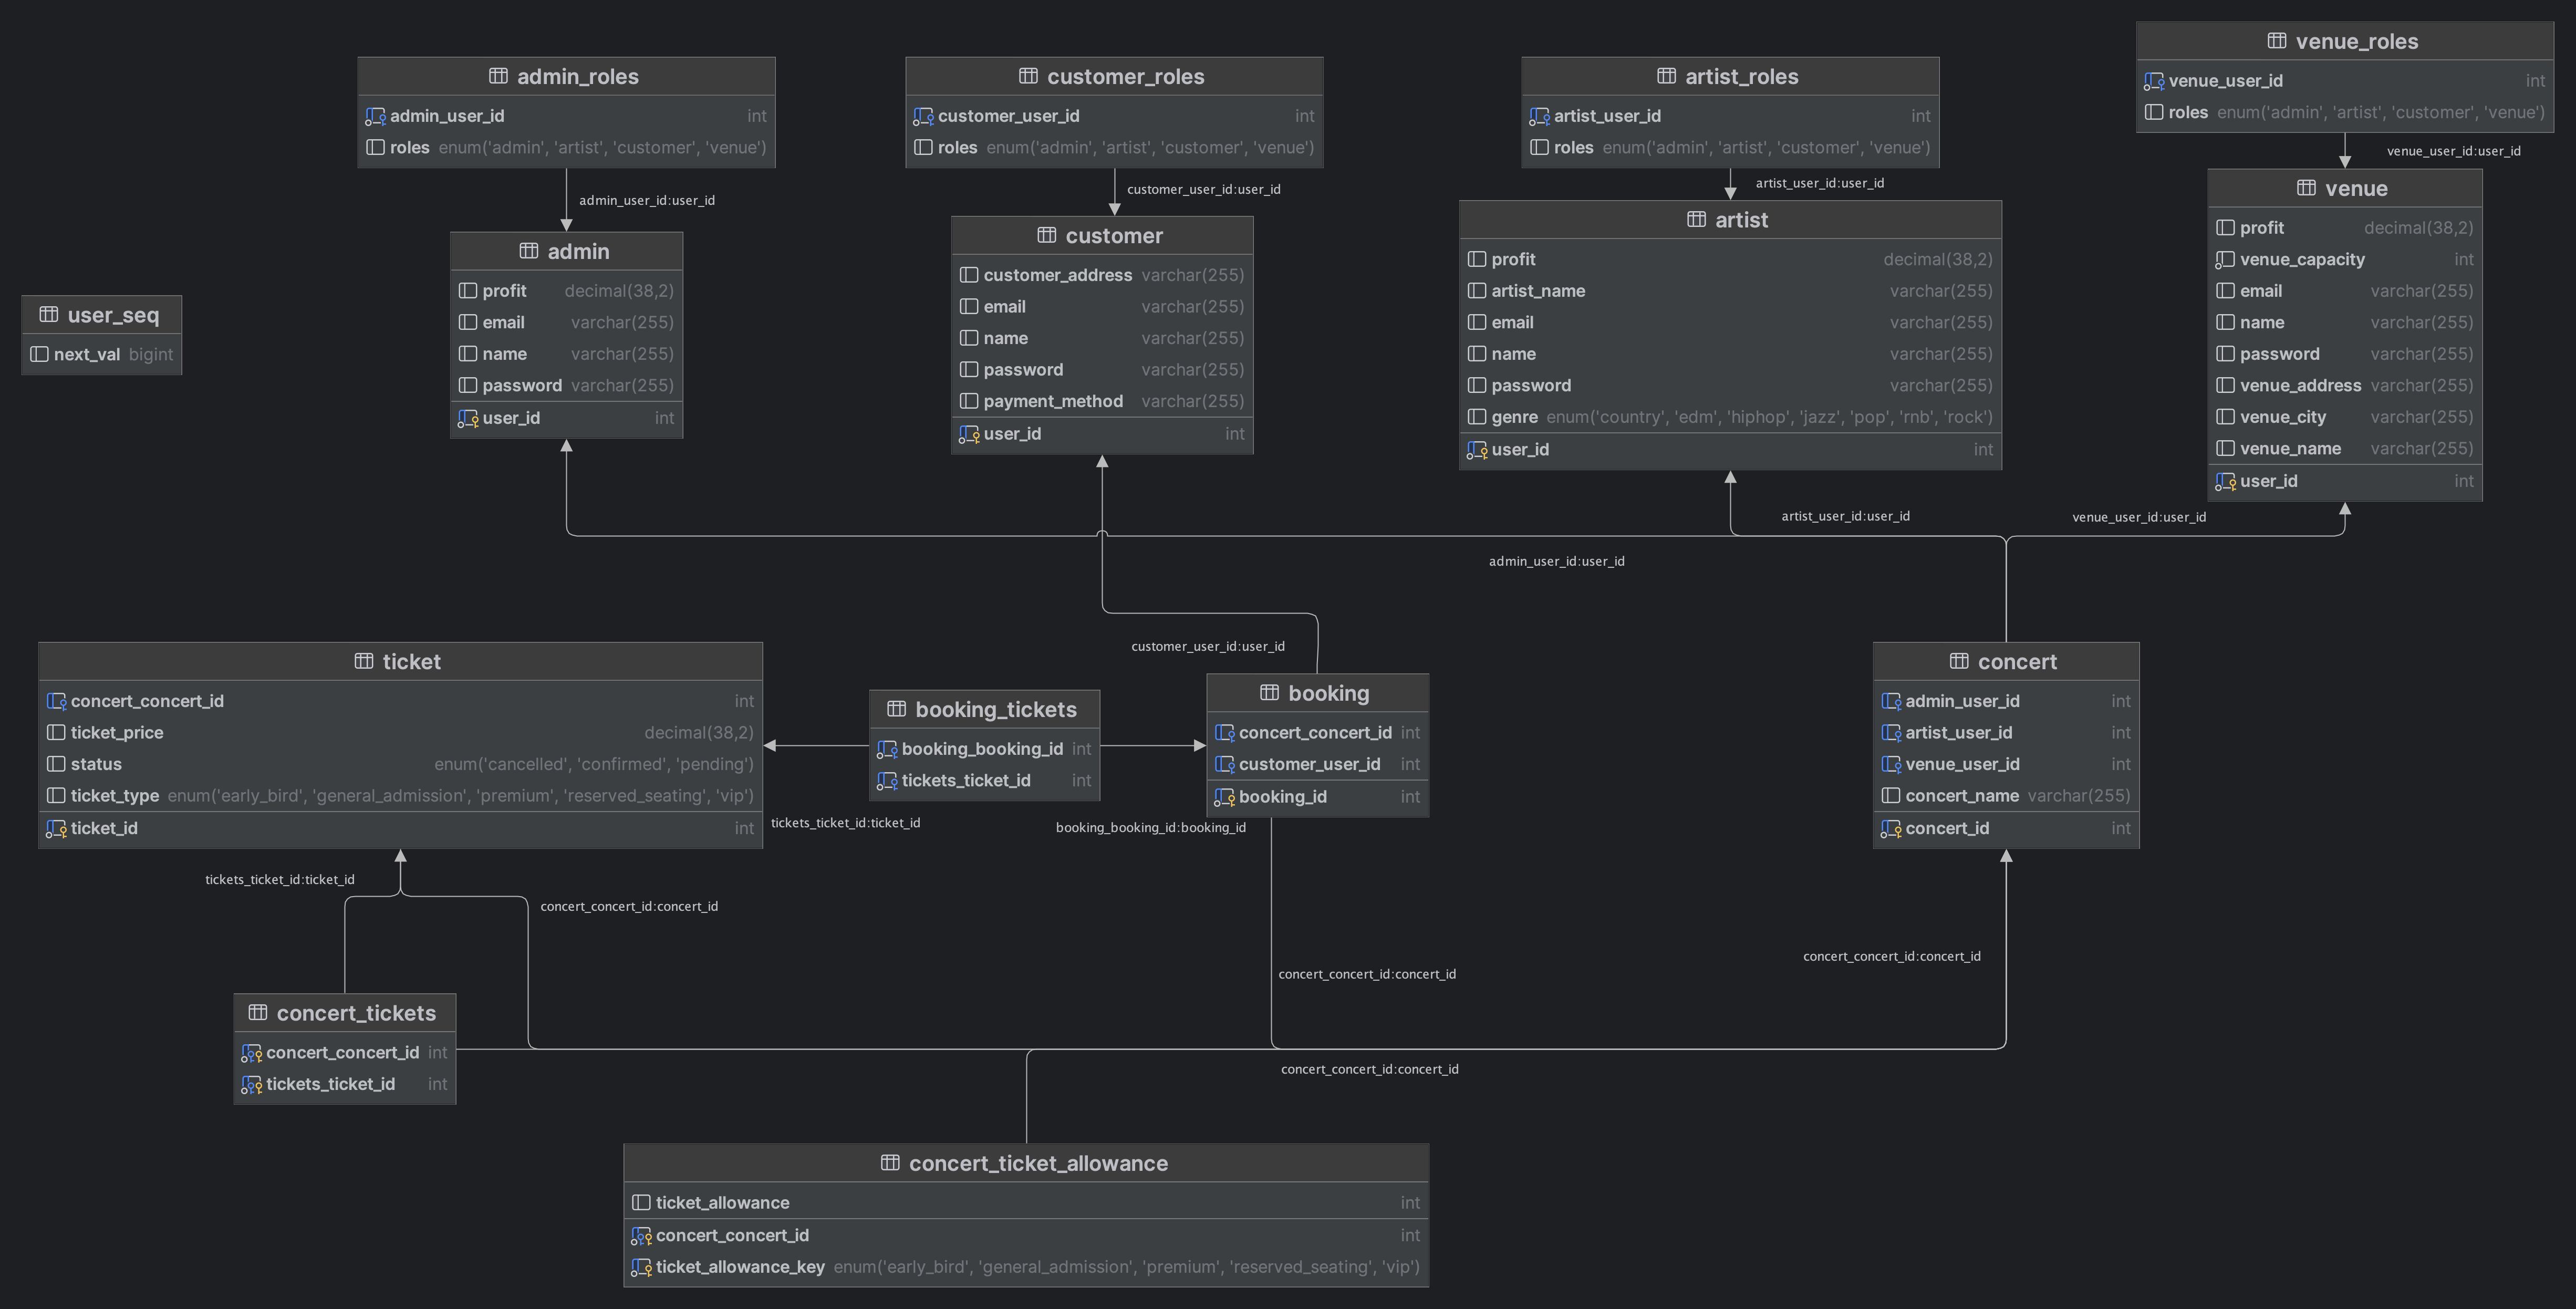 venue_roles
venue_user_id int
roles enum('admin', 'artist', 'customer', 'venue')
admin_roles
admin_user_id int
roles enum('admin', 'artist', 'customer', 'venue')
customer_roles
customer_user_id int
roles enum('admin', 'artist', 'customer', 'venue')
artist_roles
artist_user_id int
roles enum('admin', 'artist', 'customer', 'venue')
venue_user_id:user_id
admin_user_id:user_id
customer_user_id:user_id
artist_user_id:user_id
user_seq
next_val bigint
admin
profit decimal(38,2)
email varchar(255)
name varchar(255)
password varchar(255)
user_id int
customer
customer_address varchar(255)
email varchar(255)
name varchar(255)
password varchar(255)
payment_method varchar(255)
user_id int
artist
profit decimal(38,2)
artist_name varchar(255)
email varchar(255)
name varchar(255)
password varchar(255)
genre enum('country', 'edm', 'hiphop', 'jazz', 'pop', 'rnb', 'rock')
user_id int
venue
profit decimal(38,2)
venue_capacity int
email varchar(255)
name varchar(255)
password varchar(255)
venue_address varchar(255)
venue_city varchar(255)
venue_name varchar(255)
user_id int
artist_user_id:user_id
venue_user_id:user_id
admin_user_id:user_id
customer_user_id:user_id
ticket
concert_concert_id int
ticket_price decimal(38,2)
status enum('cancelled', 'confirmed', 'pending')
ticket_type enum('early_bird', 'general_admission', 'premium', 'reserved_seating', 'vip')
ticket_id int
booking_tickets
booking_booking_id int
tickets_ticket_id int
booking
concert_concert_id int
customer_user_id int
booking_id int
concert
admin_user_id int
artist_user_id int
venue_user_id int
concert_name varchar(255)
concert_id int
tickets_ticket_id:ticket_id
booking_booking_id:booking_id
tickets_ticket_id:ticket_id
concert_concert_id:concert_id
concert_concert_id:concert_id
concert_concert_id:concert_id
concert_tickets
concert_concert_id int
tickets_ticket_id int
concert_concert_id:concert_id
concert_ticket_allowance
ticket_allowance int
concert_concert_id int
ticket_allowance_key enum('early_bird', 'general_admission', 'premium', 'reserved_seating', 'vip')